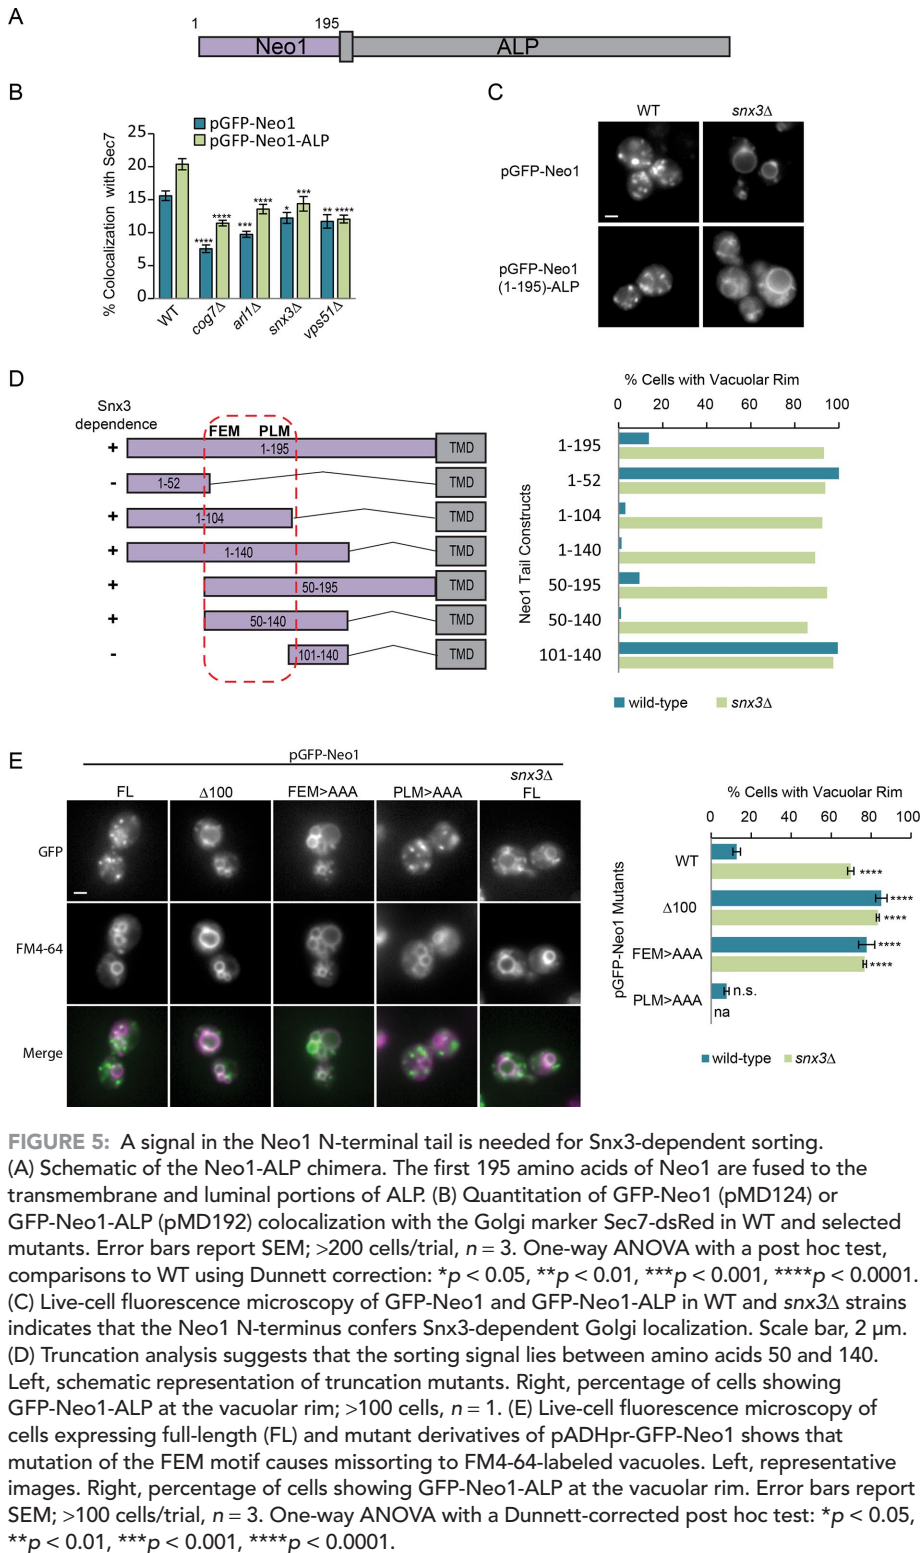 A
1 195
Neo1 ALP
B
pGFP-Neo1
pGFP-Neo1-ALP
% Colocalization with Sec7
25
20
15
10
5
0
**** **** *** **** * *** ** ****
WT cog7Δ arl1Δ snx3Δ vps51Δ
C
WT snx3Δ
pGFP-Neo1
pGFP-Neo1
(1-195)-ALP
D
Snx3
dependence
FEM PLM
+ 1-195 TMD
- 1-52 TMD
+ 1-104 TMD
+ 1-140 TMD
+ 50-195 TMD
+ 50-140 TMD
- 101-140 TMD
% Cells with Vacuolar Rim
0 20 40 60 80 100
Neo1 Tail Constructs
1-195
1-52
1-104
1-140
50-195
50-140
101-140
wild-type snx3Δ
E
pGFP-Neo1
snx3Δ
FL Δ100 FEM>AAA PLM>AAA FL
GFP
FM4-64
Merge
% Cells with Vacuolar Rim
0 20 40 60 80 100
pGFP-Neo1 Mutants
WT
****
Δ100
****
****
FEM>AAA
****
****
PLM>AAA
n.s.
na
wild-type snx3Δ
FIGURE 5: A signal in the Neo1 N-terminal tail is needed for Snx3-dependent sorting.
(A) Schematic of the Neo1-ALP chimera. The first 195 amino acids of Neo1 are fused to the
transmembrane and luminal portions of ALP. (B) Quantitation of GFP-Neo1 (pMD124) or
GFP-Neo1-ALP (pMD192) colocalization with the Golgi marker Sec7-dsRed in WT and selected
mutants. Error bars report SEM; >200 cells/trial, n = 3. One-way ANOVA with a post hoc test,
comparisons to WT using Dunnett correction: *p < 0.05, **p < 0.01, ***p < 0.001, ****p < 0.0001.
(C) Live-cell fluorescence microscopy of GFP-Neo1 and GFP-Neo1-ALP in WT and snx3Δ strains
indicates that the Neo1 N-terminus confers Snx3-dependent Golgi localization. Scale bar, 2 μm.
(D) Truncation analysis suggests that the sorting signal lies between amino acids 50 and 140.
Left, schematic representation of truncation mutants. Right, percentage of cells showing
GFP-Neo1-ALP at the vacuolar rim; >100 cells, n = 1. (E) Live-cell fluorescence microscopy of
cells expressing full-length (FL) and mutant derivatives of pADHpr-GFP-Neo1 shows that
mutation of the FEM motif causes missorting to FM4-64-labeled vacuoles. Left, representative
images. Right, percentage of cells showing GFP-Neo1-ALP at the vacuolar rim. Error bars report
SEM; >100 cells/trial, n = 3. One-way ANOVA with a Dunnett-corrected post hoc test: *p < 0.05,
**p < 0.01, ***p < 0.001, ****p < 0.0001.